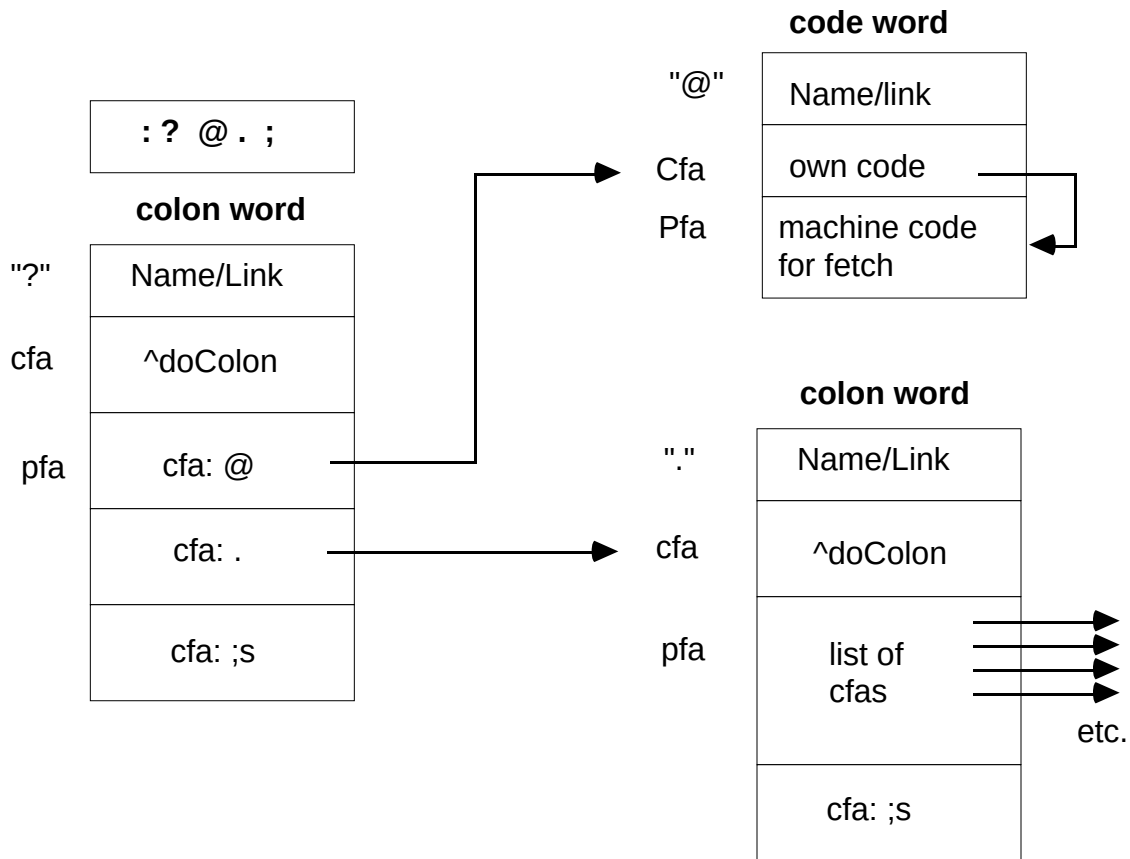 : ? @ . ;
colon word
"?"
Name/Link
cfa
^doColon
pfa
cfa: @
cfa: .
cfa: ;s
code word
"@"
Name/link
Cfa
own code
Pfa
machine code
for fetch
colon word
"."
Name/Link
cfa
^doColon
pfa
list of
cfas
etc.
cfa: ;s